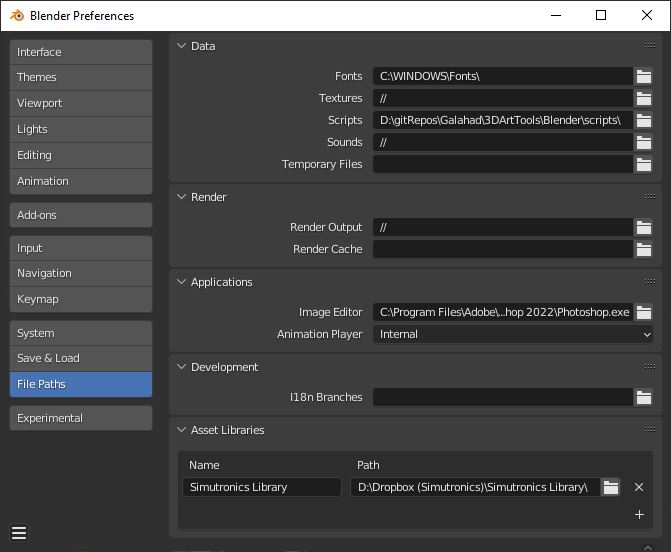 Blender Preferences
Interface
Themes
Viewport
Lights
Editing
Animation
Add-ons
Input
Navigation
Keymap
System
Save & Load
File Paths
Experimental
Data
Fonts C:\WINDOWS\Fonts\
Textures //
Scripts D:\gitRepos\Galahad\3DArtTools\Blender\scripts\
Sounds //
Temporary Files
Render
Render Output //
Render Cache
Applications
Image Editor C:\Program Files\Adobe\...hop 2022\Photoshop.exe
Animation Player Internal
Development
I18n Branches
Asset Libraries
Name Path
Simutronics Library D:\Dropbox (Simutronics)\Simutronics Library\